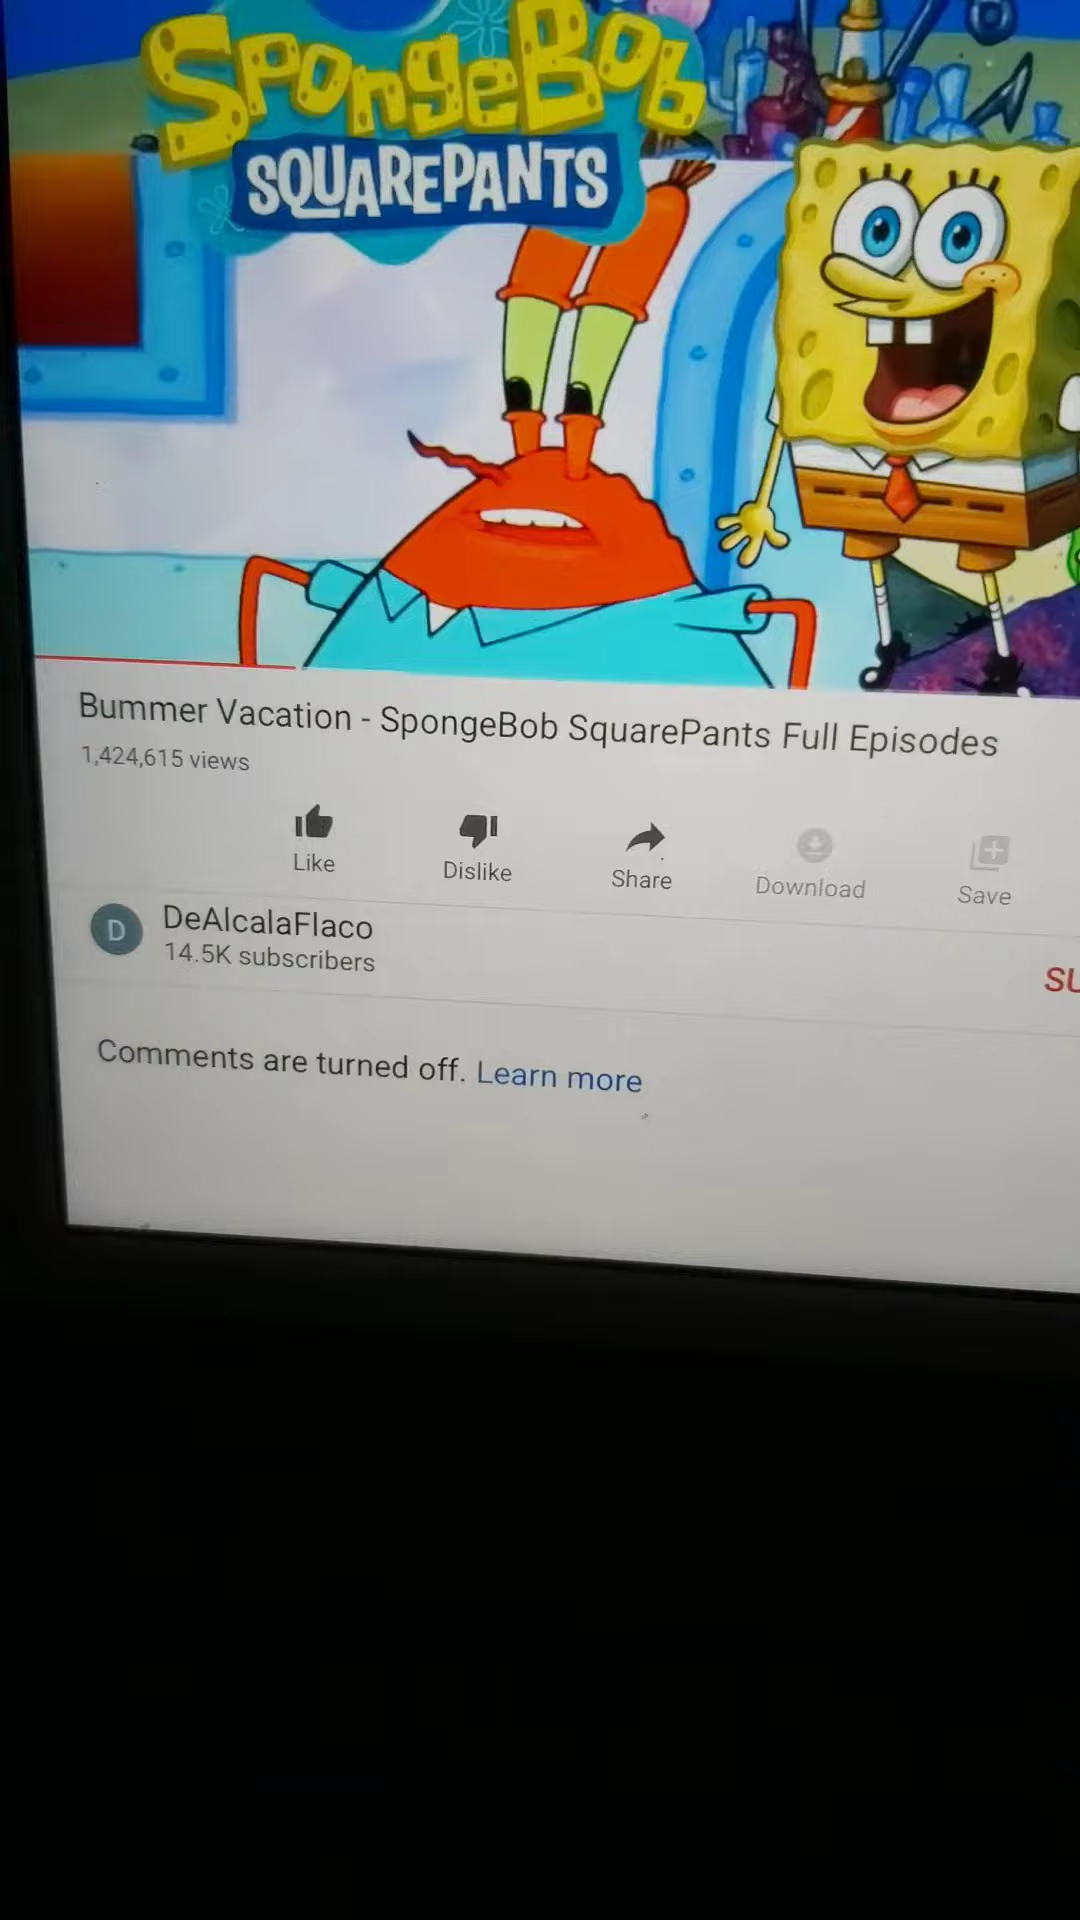 SPONGEBOB
SQUAREPANTS
Bummer Vacation - SpongeBob SquarePants Full Episodes
1,424,615 views
Like
Dislike
Share
Download
Save
D
DeAlcalaFlaco
14.5K subscribers
Comments are turned off. Learn more